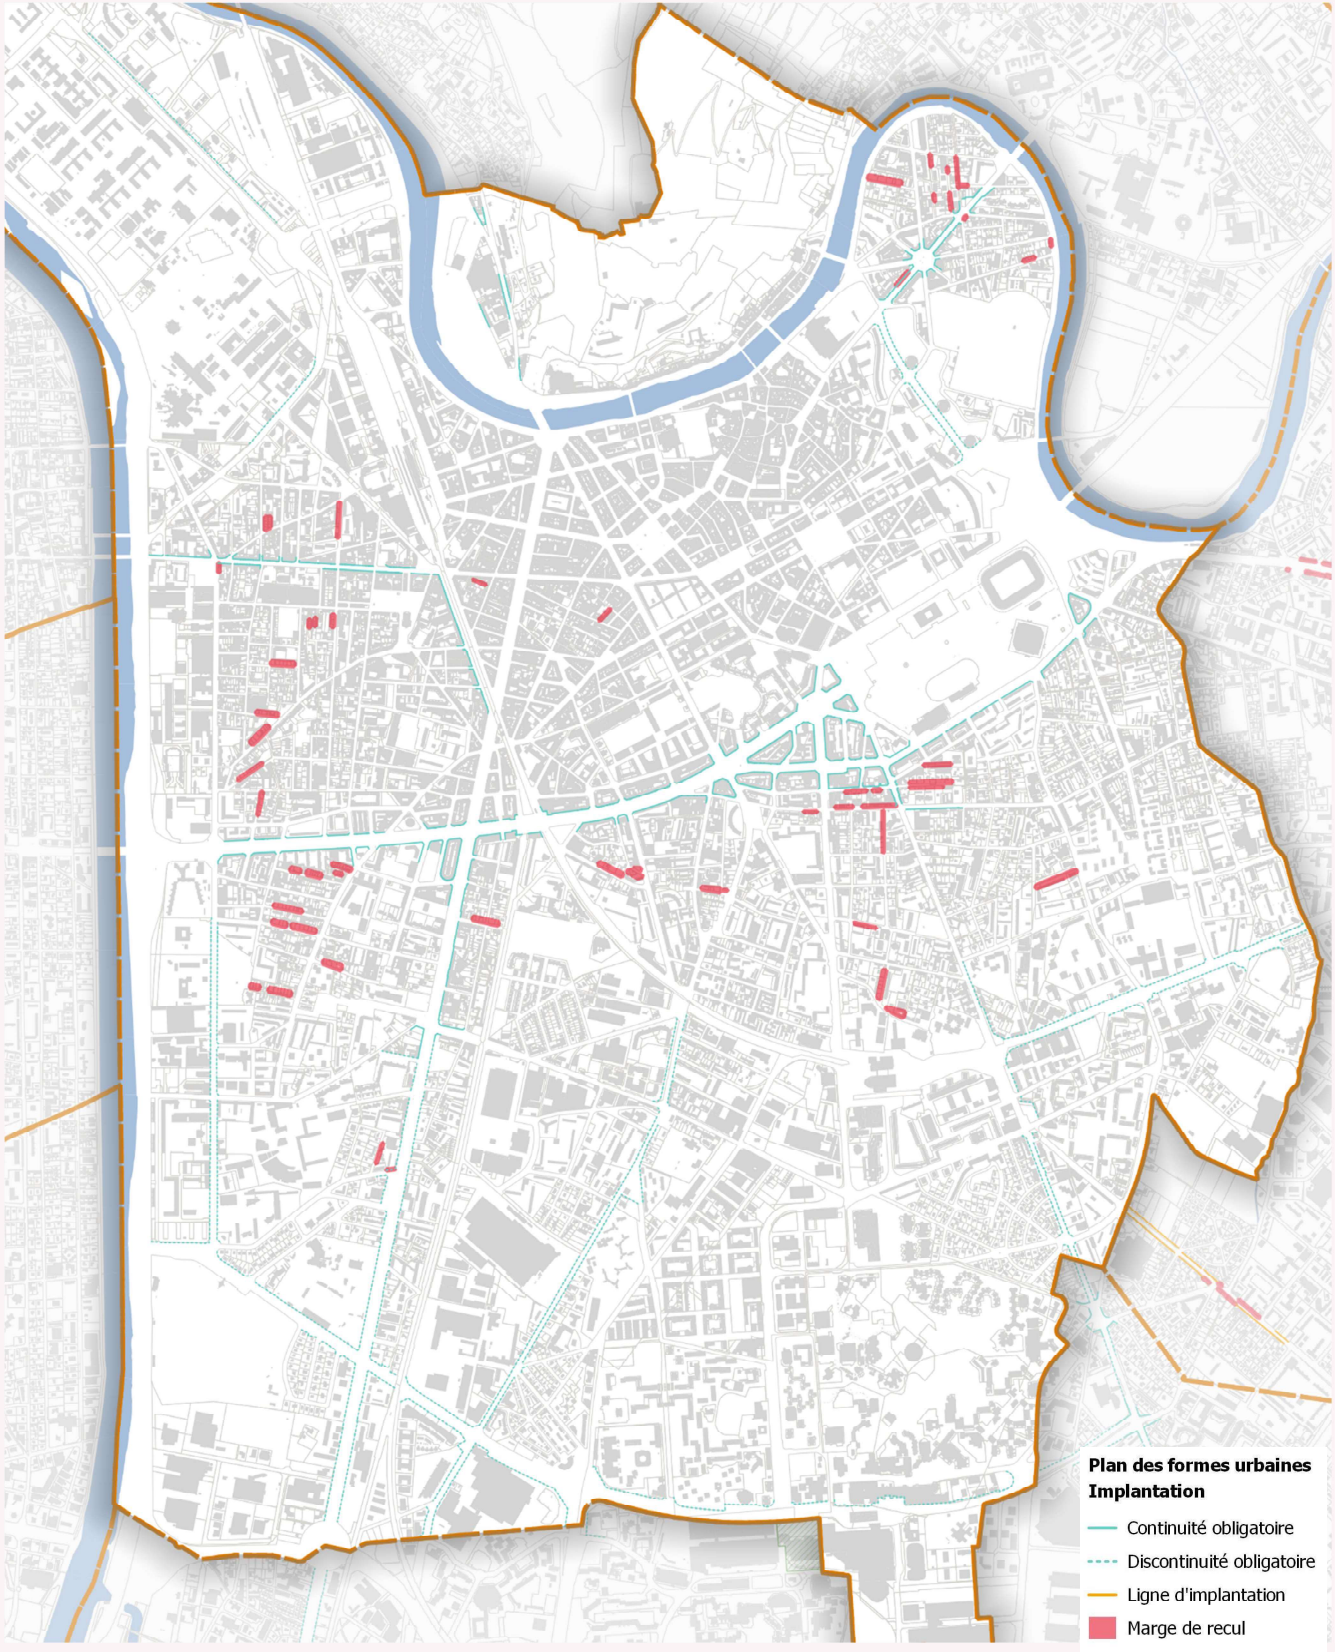 Plan des formes urbaines
Implantation
Continuité obligatoire
Discontinuité obligatoire
Ligne d'implantation
Marge de recul